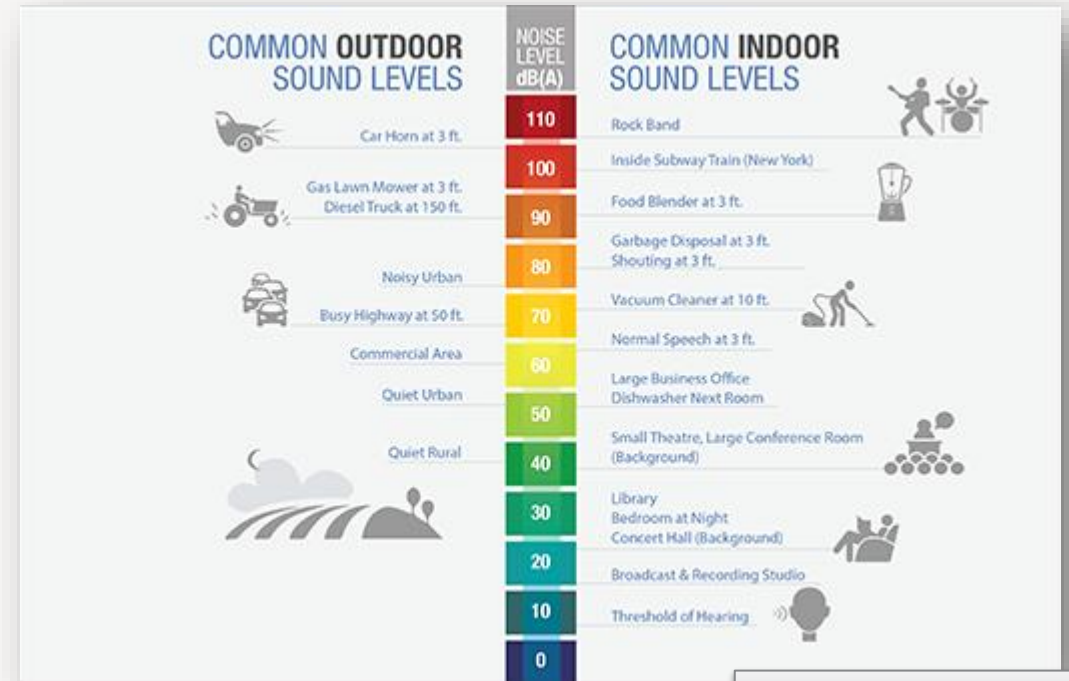 COMMON OUTDOOR
SOUND LEVELS
Car Horn at 3 ft.
Gas Lawn Mower at 3 ft.
Diesel Truck at 150 ft.
Noisy Urban
Busy Highway at 50 ft.
Commercial Area
Quiet Urban
Quiet Rural
NOISE
LEVEL
dB(A)
110
100
90
80
70
60
50
40
30
20
10
0
COMMON INDOOR
SOUND LEVELS
Rock Band
Inside Subway Train (New York)
Food Blender at 3 ft.
Garbage Disposal at 3 ft.
Shouting at 3 ft.
Vacuum Cleaner at 10 ft.
Normal Speech at 3 ft.
Large Business Office
Dishwasher Next Room
Small Theatre, Large Conference Room
(Background)
Library
Bedroom at Night
Concert Hall (Background)
Broadcast & Recording Studio
Threshold of Hearing